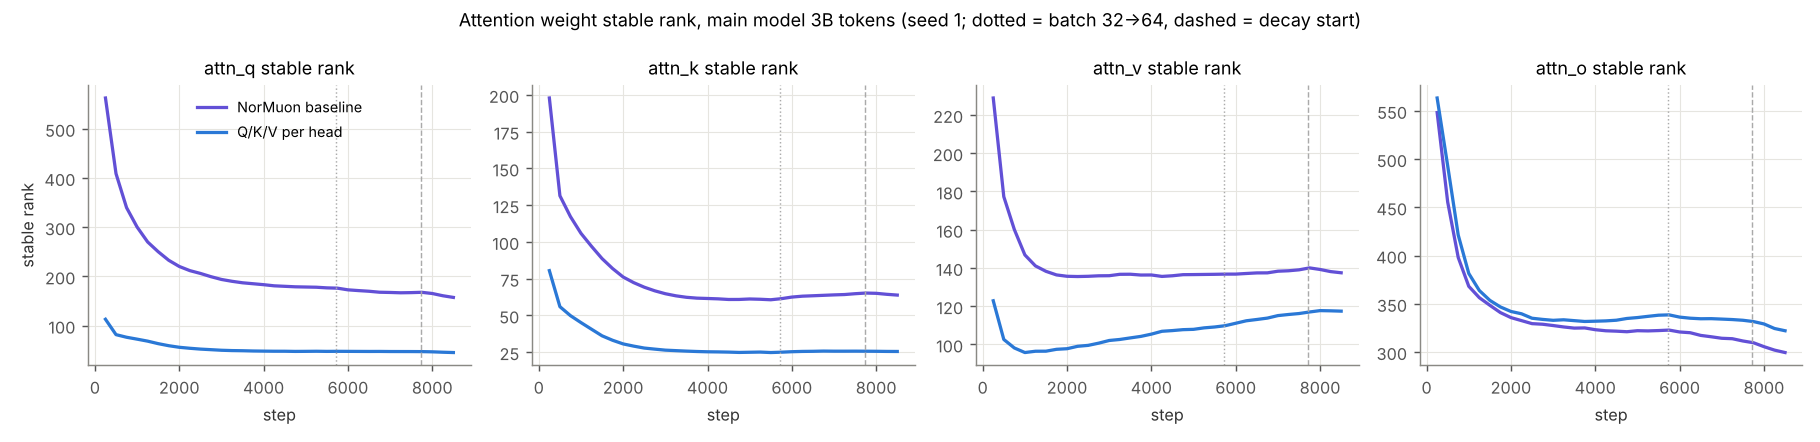 Attention weight stable rank, main model 3B tokens (seed 1; dotted = batch 32→64, dashed = decay start)
attn_q stable rank
attn_k stable rank
attn_v stable rank
attn_o stable rank
NorMuon baseline
Q/K/V per head
stable rank
500
400
300
200
100
0 2000 4000 6000 8000
step
200
175
150
125
100
75
50
25
0 2000 4000 6000 8000
step
220
200
180
160
140
120
100
0 2000 4000 6000 8000
step
550
500
450
400
350
300
0 2000 4000 6000 8000
step